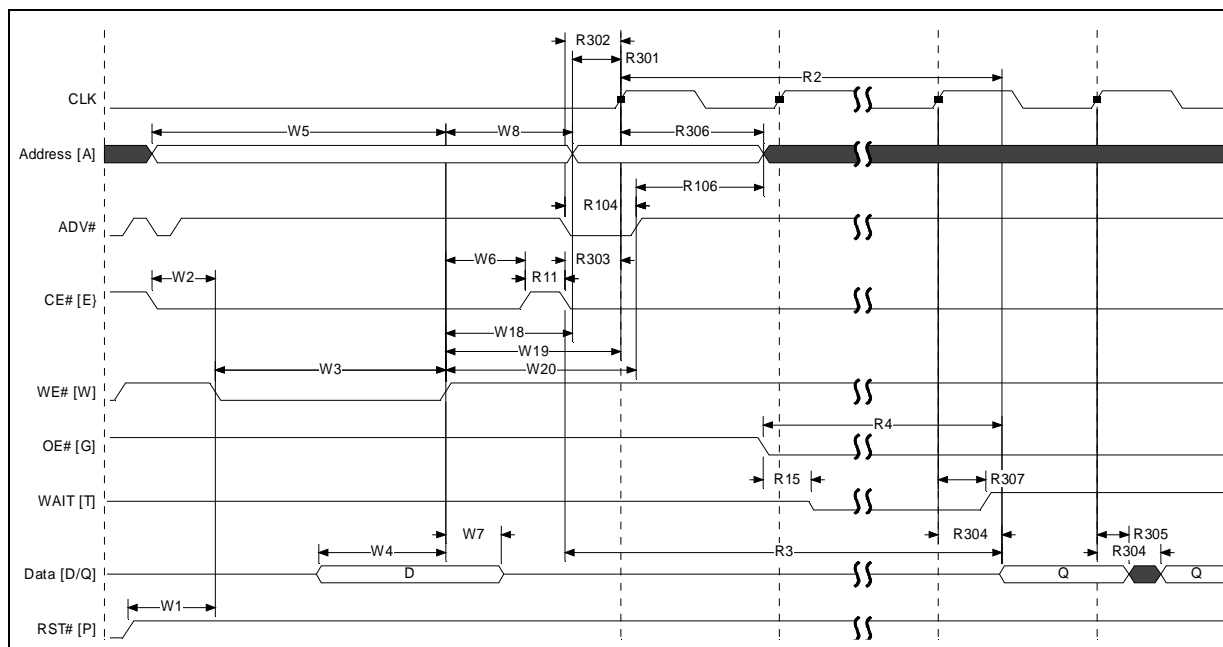 R302
R301
R2
CLK
W5
W8
R306
Address [A]
R106
R104
ADV#
W6
R303
W2
R11
CE# [E}
W18
W19
W3
W20
WE# [W]
R4
OE# [G]
R15
R307
WAIT [T]
W7
R304
R305
W4
R3
R304
Data [D/Q]
D
Q
Q
W1
RST# [P]